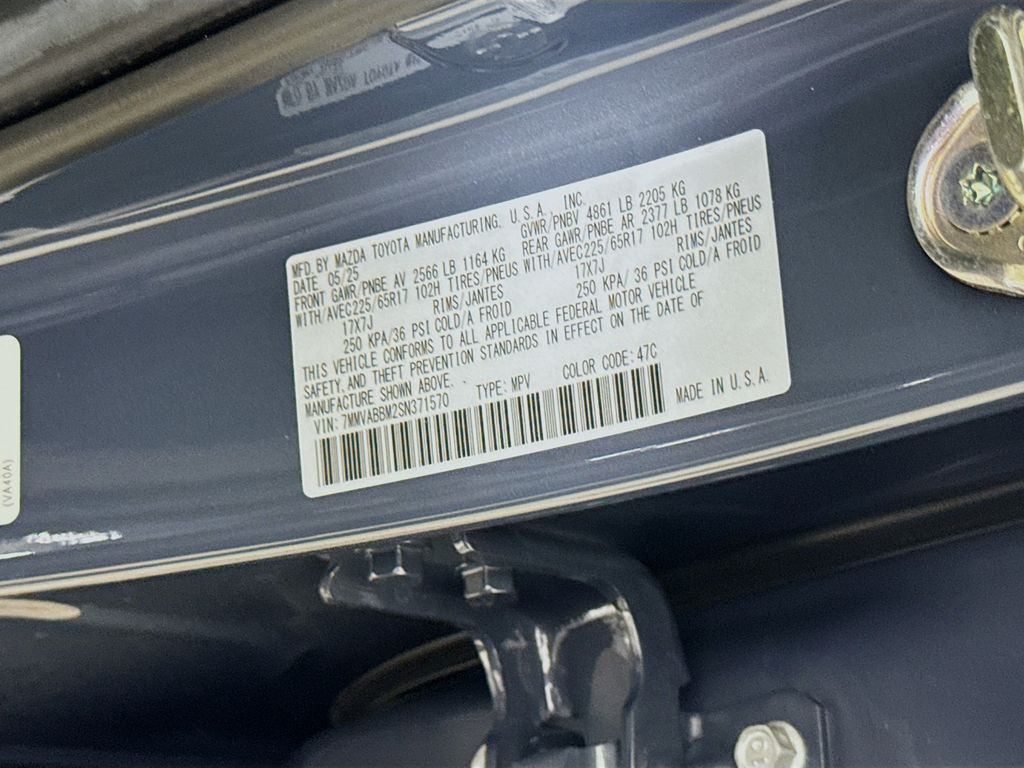 MFD. BY MAZDA TOYOTA MANUFACTURING, U.S.A. INC.
DATE 05/25 GVWR/PNBV 4861 LB 2205 KG
FRONT GAWR/PNBE AV 2566 LB 1164 KG REAR GAWR/PNBE AR 2377 LB 1078 KG
WITH/AVEC225/65R17 102H TIRES/PNEUS WITH/AVEC225/65R17 102H TIRES/PNEUS
17X7J RIMS/JANTES 17X7J RIMS/JANTES
250 KPA/36 PSI COLD/A FROID 250 KPA/ 36 PSI COLD/A FROID
THIS VEHICLE CONFORMS TO ALL APPLICABLE FEDERAL MOTOR VEHICLE
SAFETY, AND THEFT PREVENTION STANDARDS IN EFFECT ON THE DATE OF
MANUFACTURE SHOWN ABOVE.
VIN: 7MMVABBM2SN371570 TYPE: MPV COLOR CODE: 47C
MADE IN U.S.A.
(VA40A)